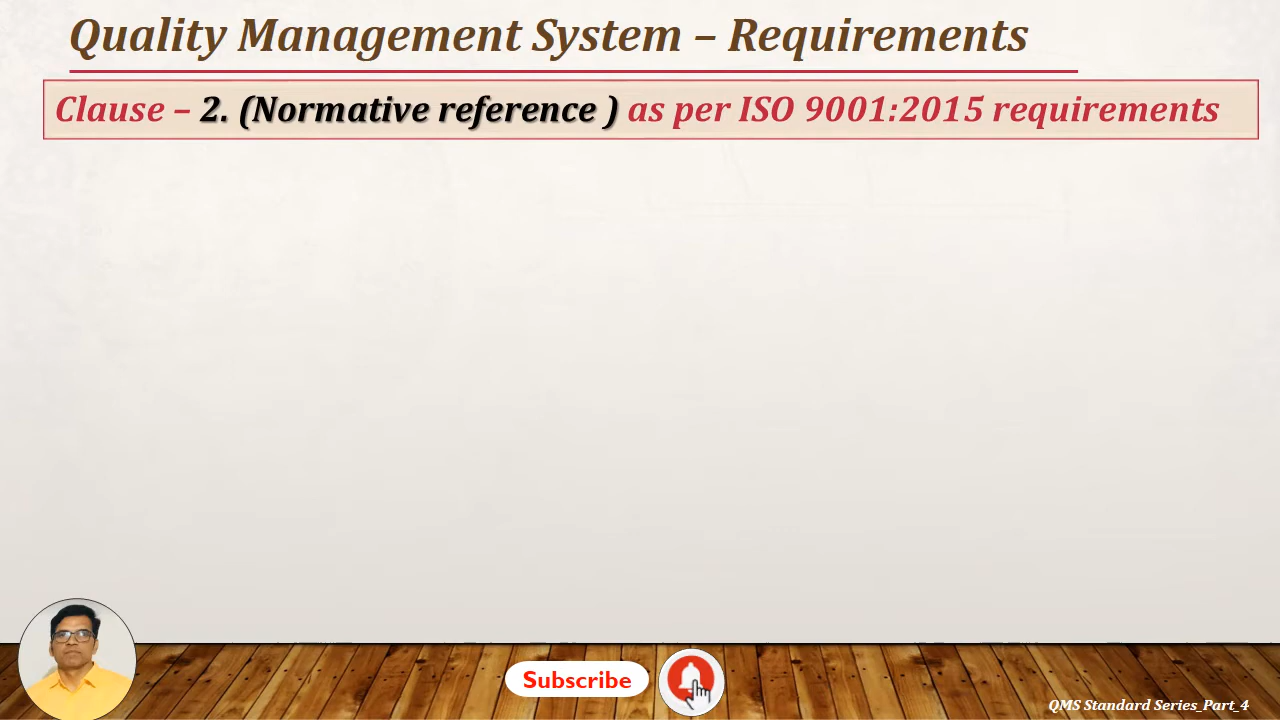 Quality Management System – Requirements
Clause – 2. (Normative reference ) as per ISO 9001:2015 requirements
Subscribe
QMS Standard Series_Part_4